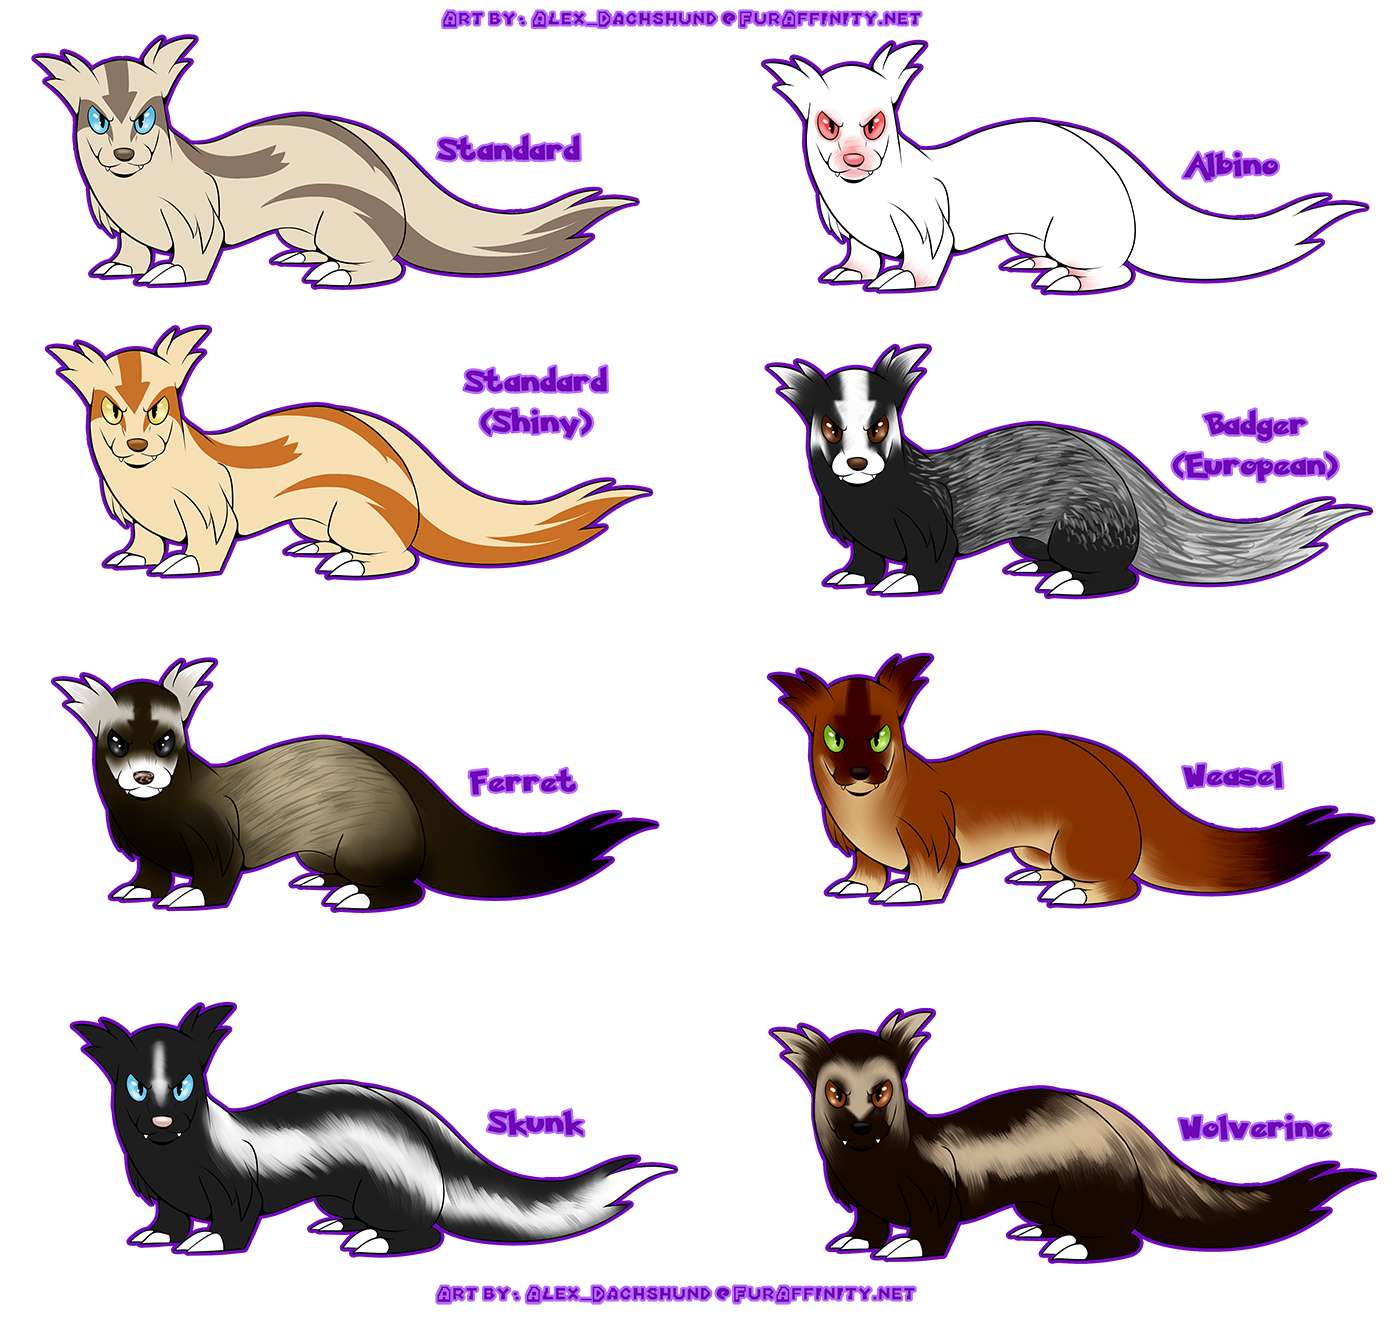 Art by: Alex_Dachshund @ FurAffinity.net
Standard
Albino
Standard
(Shiny)
Badger
(European)
Ferret
Weasel
Skunk
Wolverine
Art by: Alex_Dachshund @ FurAffinity.net